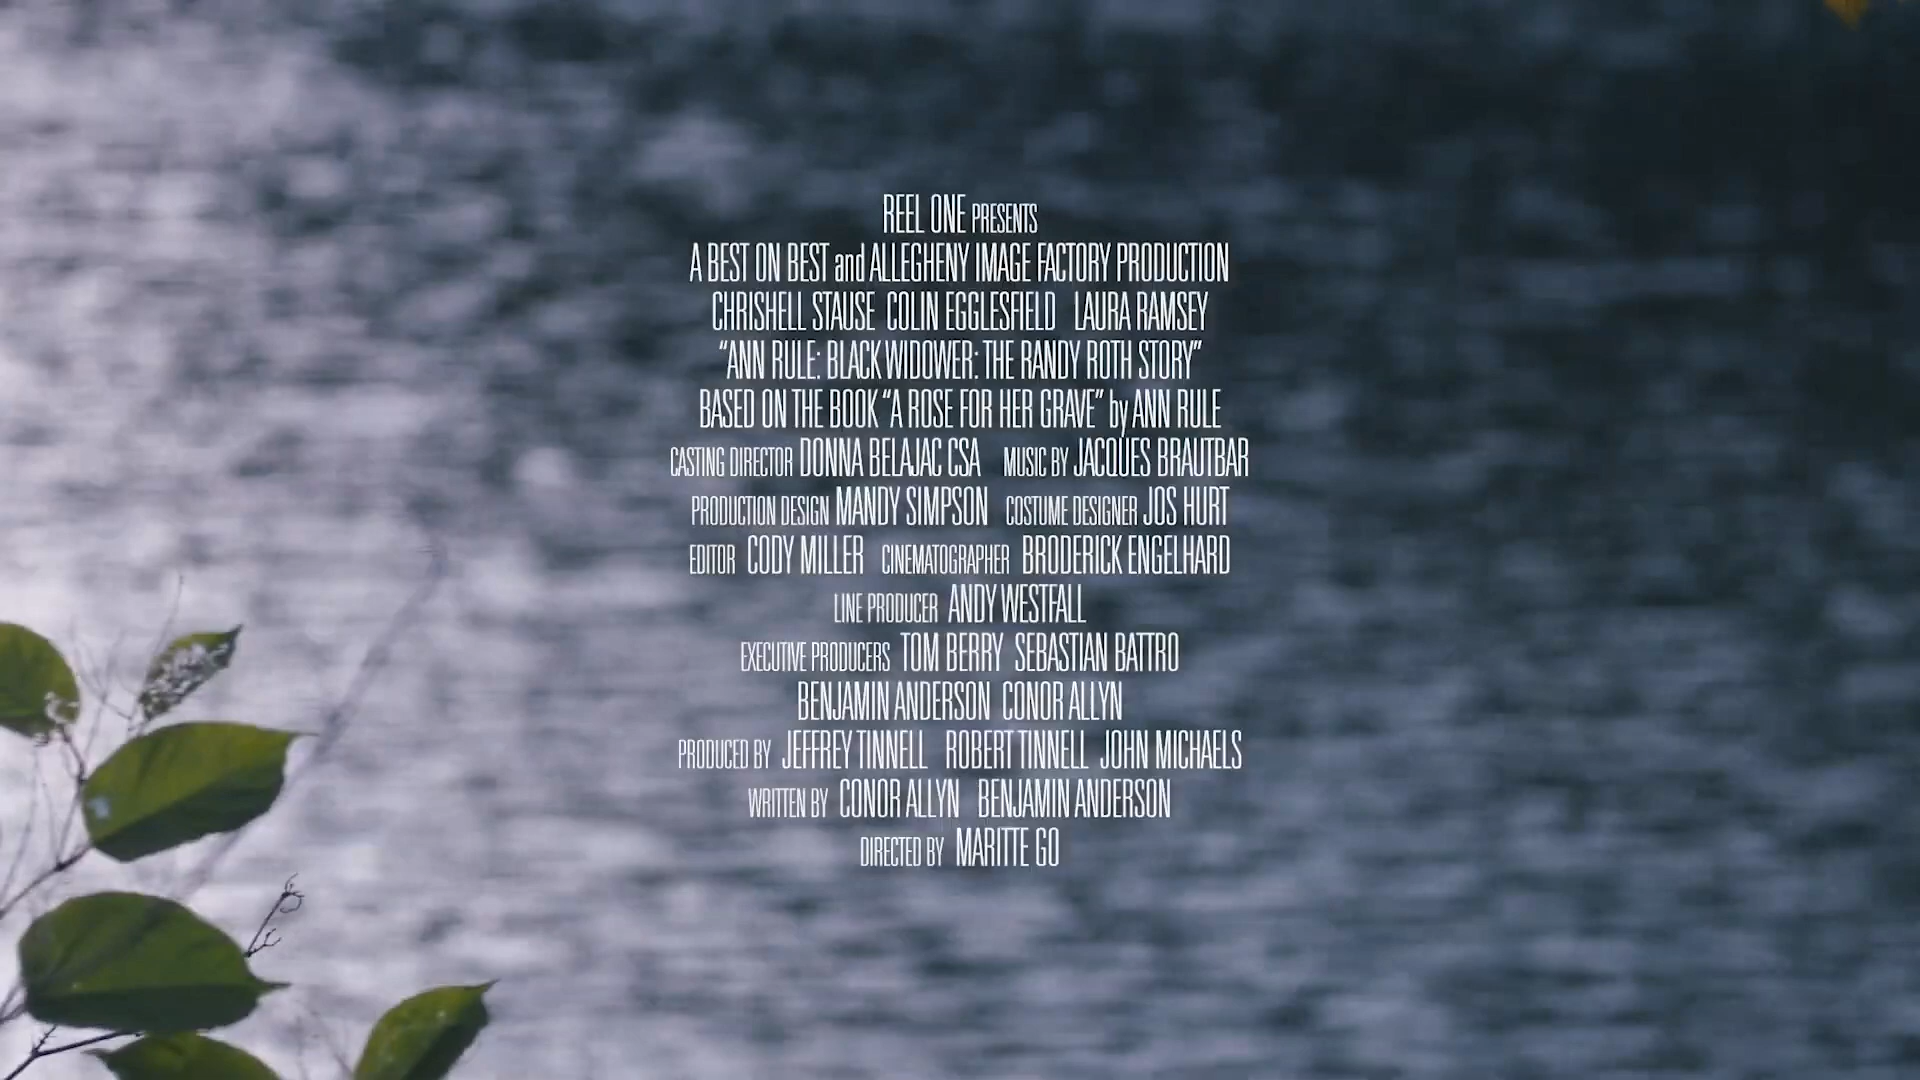 REEL ONE PRESENTS
A BEST ON BEST and ALLEGHENY IMAGE FACTORY PRODUCTION
CHRISHELL STAUSE COLIN EGGLESFIELD LAURA RAMSEY
“ANN RULE: BLACK WIDOWER: THE RANDY ROTH STORY”
BASED ON THE BOOK “A ROSE FOR HER GRAVE” by ANN RULE
CASTING DIRECTOR DONNA BELAJAC CSA MUSIC BY JACQUES BRAUTBAR
PRODUCTION DESIGN MANDY SIMPSON COSTUME DESIGNER JOS HURT
EDITOR CODY MILLER CINEMATOGRAPHER BRODERICK ENGELHARD
LINE PRODUCER ANDY WESTFALL
EXECUTIVE PRODUCERS TOM BERRY SEBASTIAN BATTRO
BENJAMIN ANDERSON CONOR ALLYN
PRODUCED BY JEFFREY TINNELL ROBERT TINNELL JOHN MICHAELS
WRITTEN BY CONOR ALLYN BENJAMIN ANDERSON
DIRECTED BY MARITTE GO